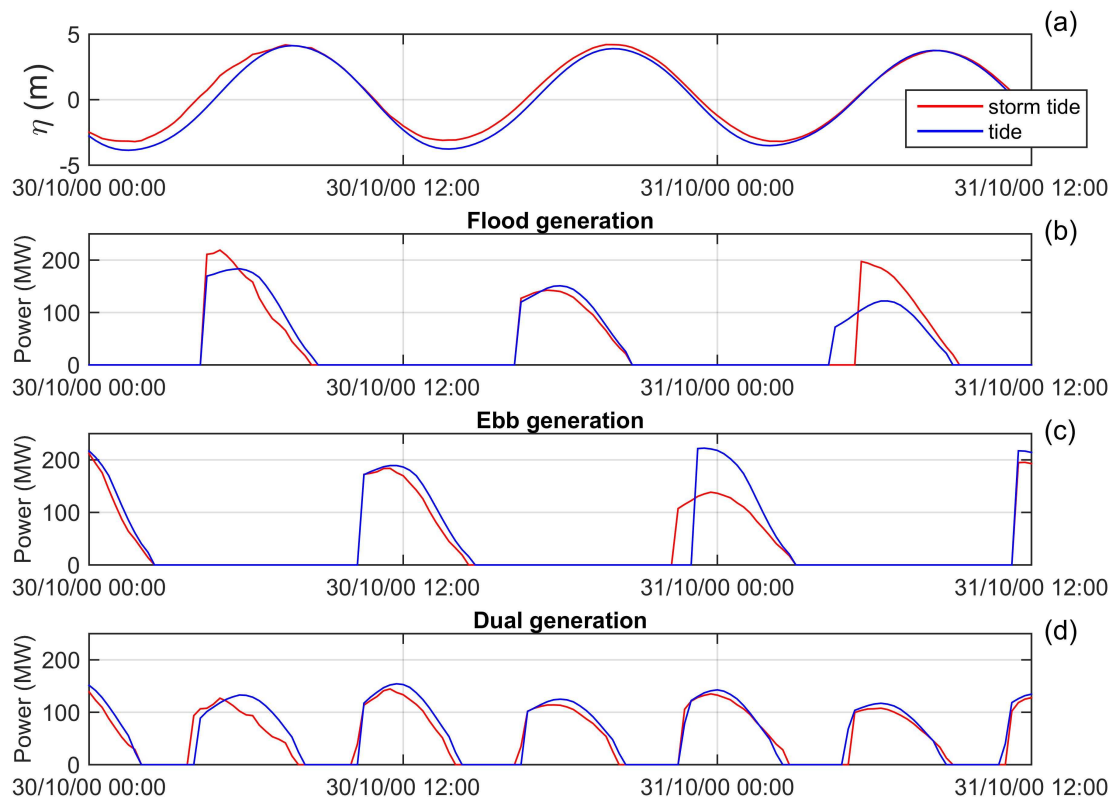 (a)
5
0
-5
η (m)
storm tide
tide
30/10/00 00:00 30/10/00 12:00 31/10/00 00:00 31/10/00 12:00
Flood generation
(b)
200
100
0
Power (MW)
30/10/00 00:00 30/10/00 12:00 31/10/00 00:00 31/10/00 12:00
Ebb generation
(c)
200
100
0
Power (MW)
30/10/00 00:00 30/10/00 12:00 31/10/00 00:00 31/10/00 12:00
Dual generation
(d)
200
100
0
Power (MW)
30/10/00 00:00 30/10/00 12:00 31/10/00 00:00 31/10/00 12:00